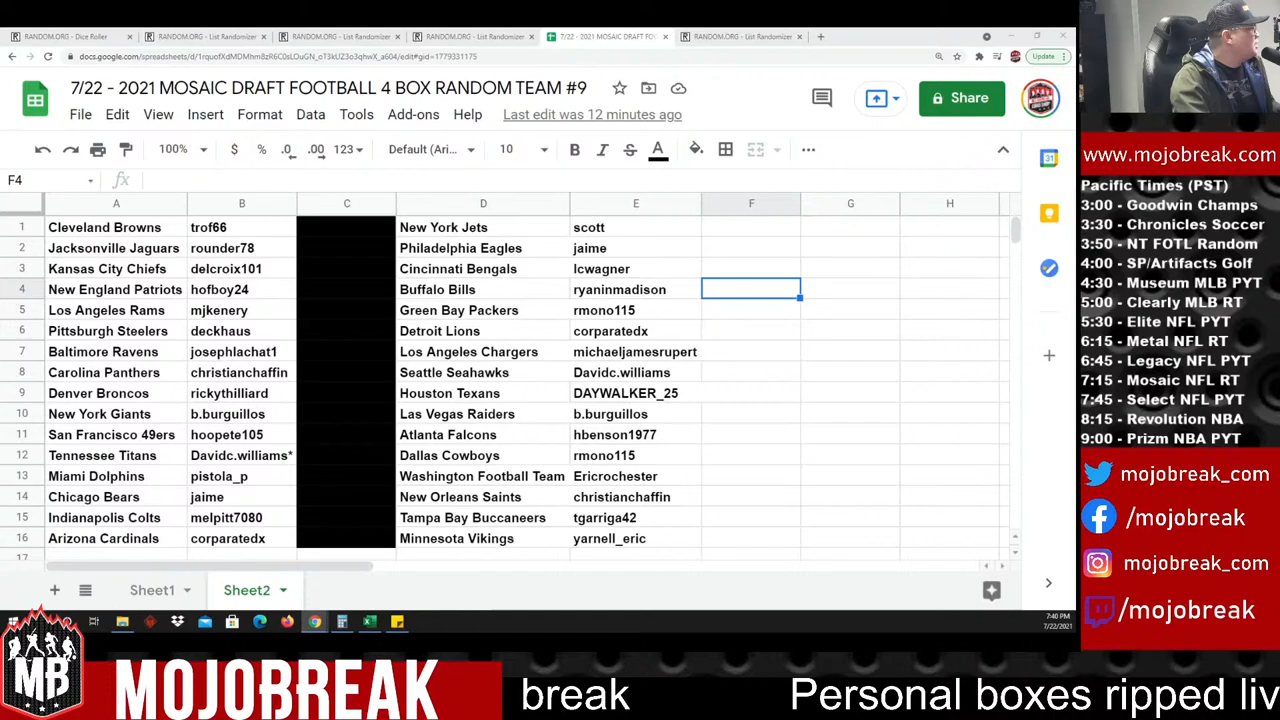 RANDOM.ORG - Dice Roller
RANDOM.ORG - List Randomizer
RANDOM.ORG - List Randomizer
RANDOM.ORG - List Randomizer
7/22 - 2021 MOSAIC DRAFT FOOTB
RANDOM.ORG - List Randomizer
Update
7/22 - 2021 MOSAIC DRAFT FOOTBALL 4 BOX RANDOM TEAM #9
Share
File Edit View Insert Format Data Tools Add-ons Help Last edit was 12 minutes ago
100% $ % .0 .00 123 Default (Ari... 10 B I S A
F4 fx
A B C D E F G H
1 Cleveland Browns trof66 New York Jets scott
2 Jacksonville Jaguars rounder78 Philadelphia Eagles jaime
3 Kansas City Chiefs delcroix101 Cincinnati Bengals lcwagner
4 New England Patriots hofboy24 Buffalo Bills ryaninmadison
5 Los Angeles Rams mjkenery Green Bay Packers rmono115
6 Pittsburgh Steelers deckhaus Detroit Lions corparatedx
7 Baltimore Ravens josephlachat1 Los Angeles Chargers michaeljamesrupert
8 Carolina Panthers christianchaffin Seattle Seahawks Davidc.williams
9 Denver Broncos rickythilliard Houston Texans DAYWALKER_25
10 New York Giants b.burguillos Las Vegas Raiders b.burguillos
11 San Francisco 49ers hoopete105 Atlanta Falcons hbenson1977
12 Tennessee Titans Davidc.williams* Dallas Cowboys rmono115
13 Miami Dolphins pistola_p Washington Football Team Ericrochester
14 Chicago Bears jaime New Orleans Saints christianchaffin
15 Indianapolis Colts melpitt7080 Tampa Bay Buccaneers tgarriga42
16 Arizona Cardinals corparatedx Minnesota Vikings yarnell_eric
17
Sheet1 Sheet2
7:40 PM
7/22/2021
www.mojobreak.com
Pacific Times (PST)
3:00 - Goodwin Champs
3:30 - Chronicles Soccer
3:50 - NT FOTL Random
4:00 - SP/Artifacts Golf
4:30 - Museum MLB PYT
5:00 - Clearly MLB RT
5:30 - Elite NFL PYT
6:15 - Metal NFL RT
6:45 - Legacy NFL PYT
7:15 - Mosaic NFL RT
7:45 - Select NFL PYT
8:15 - Revolution NBA
9:00 - Prizm NBA PYT
mojobreak_com
/mojobreak
mojobreak_com
/mojobreak
MB
MOJOBREAK
break Personal boxes ripped liv